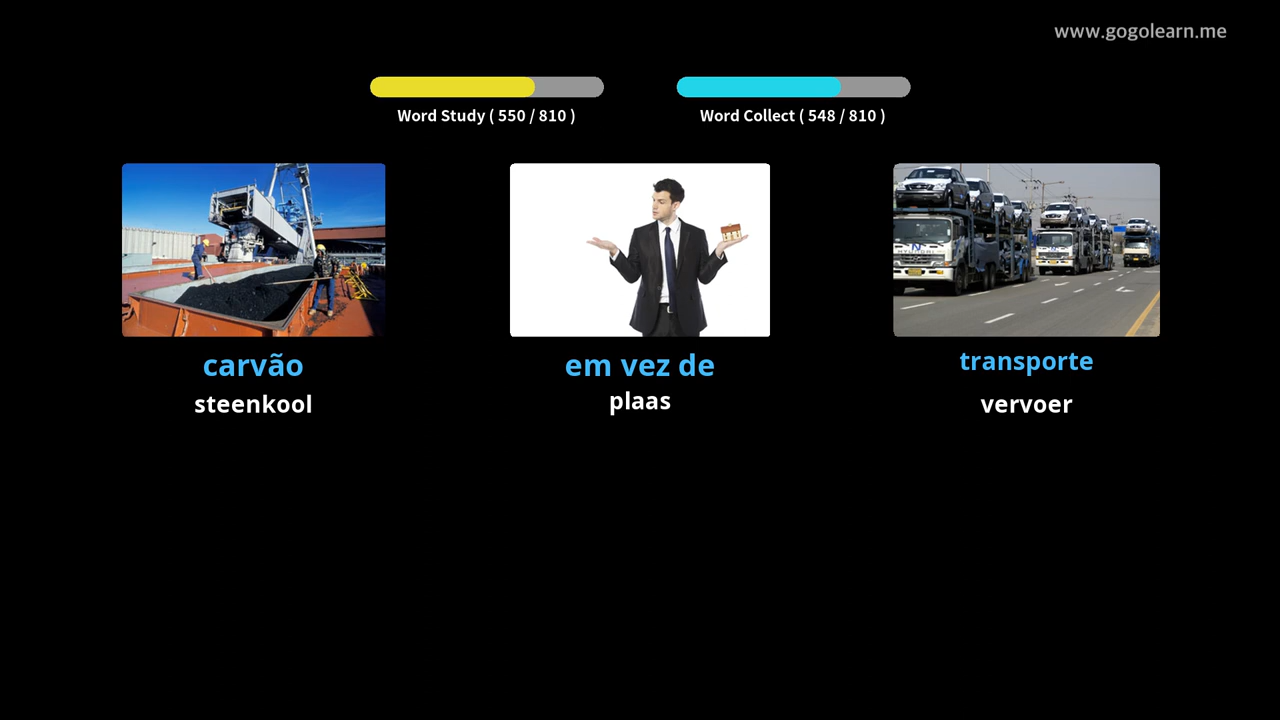 www.gogolearn.me
Word Study ( 550 / 810 )
Word Collect ( 548 / 810 )
carvão
steenkool
em vez de
plaas
transporte
vervoer